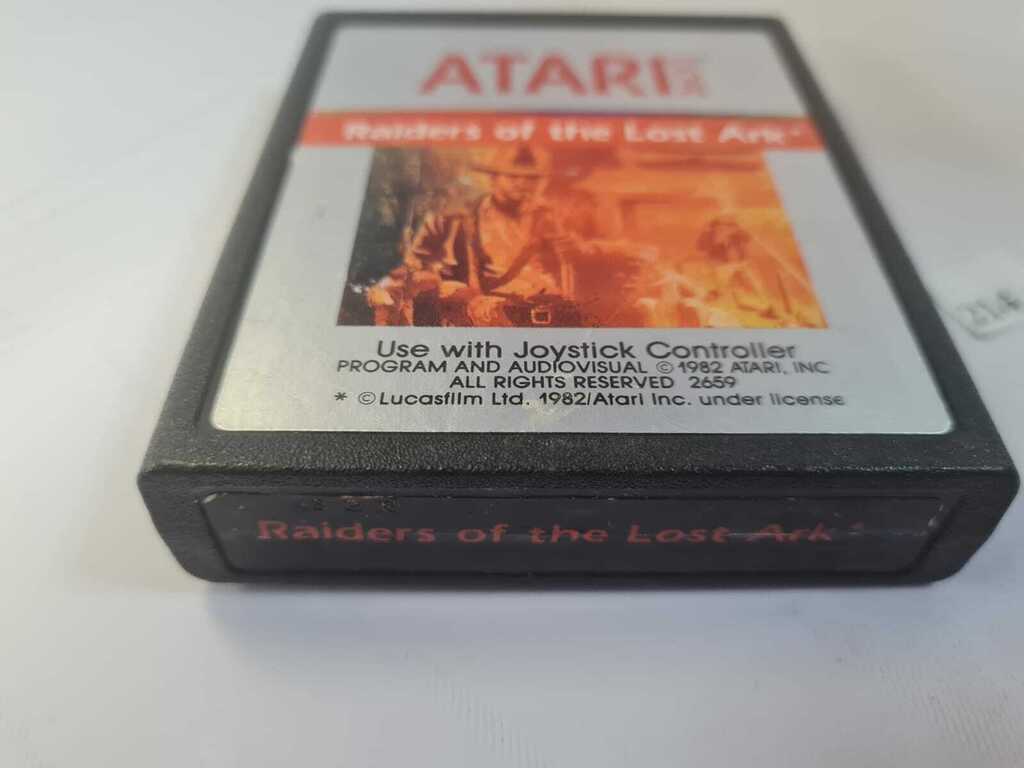 ATARI
Raiders of the Lost Ark*
Use with Joystick Controller
PROGRAM AND AUDIOVISUAL © 1982 ATARI, INC
ALL RIGHTS RESERVED 2659
* © Lucasfilm Ltd. 1982/Atari Inc. under license
Raiders of the Lost Ark*